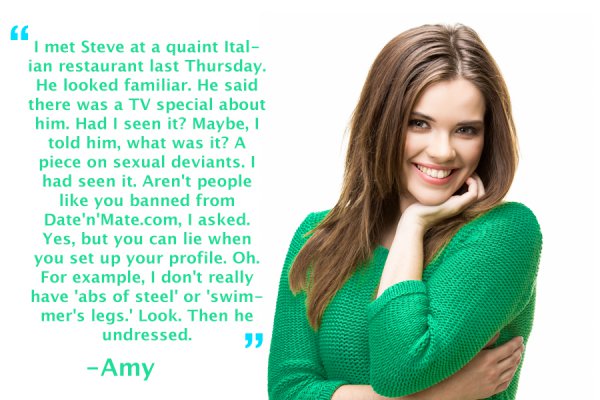 “ I met Steve at a quaint Ital-
ian restaurant last Thursday.
He looked familiar. He said
there was a TV special about
him. Had I seen it? Maybe, I
told him, what was it? A
piece on sexual deviants. I
had seen it. Aren't people
like you banned from
Date'n'Mate.com, I asked.
Yes, but you can lie when
you set up your profile. Oh.
For example, I don't really
have 'abs of steel' or 'swim-
mer's legs.' Look. Then he
undressed. ”
-Amy